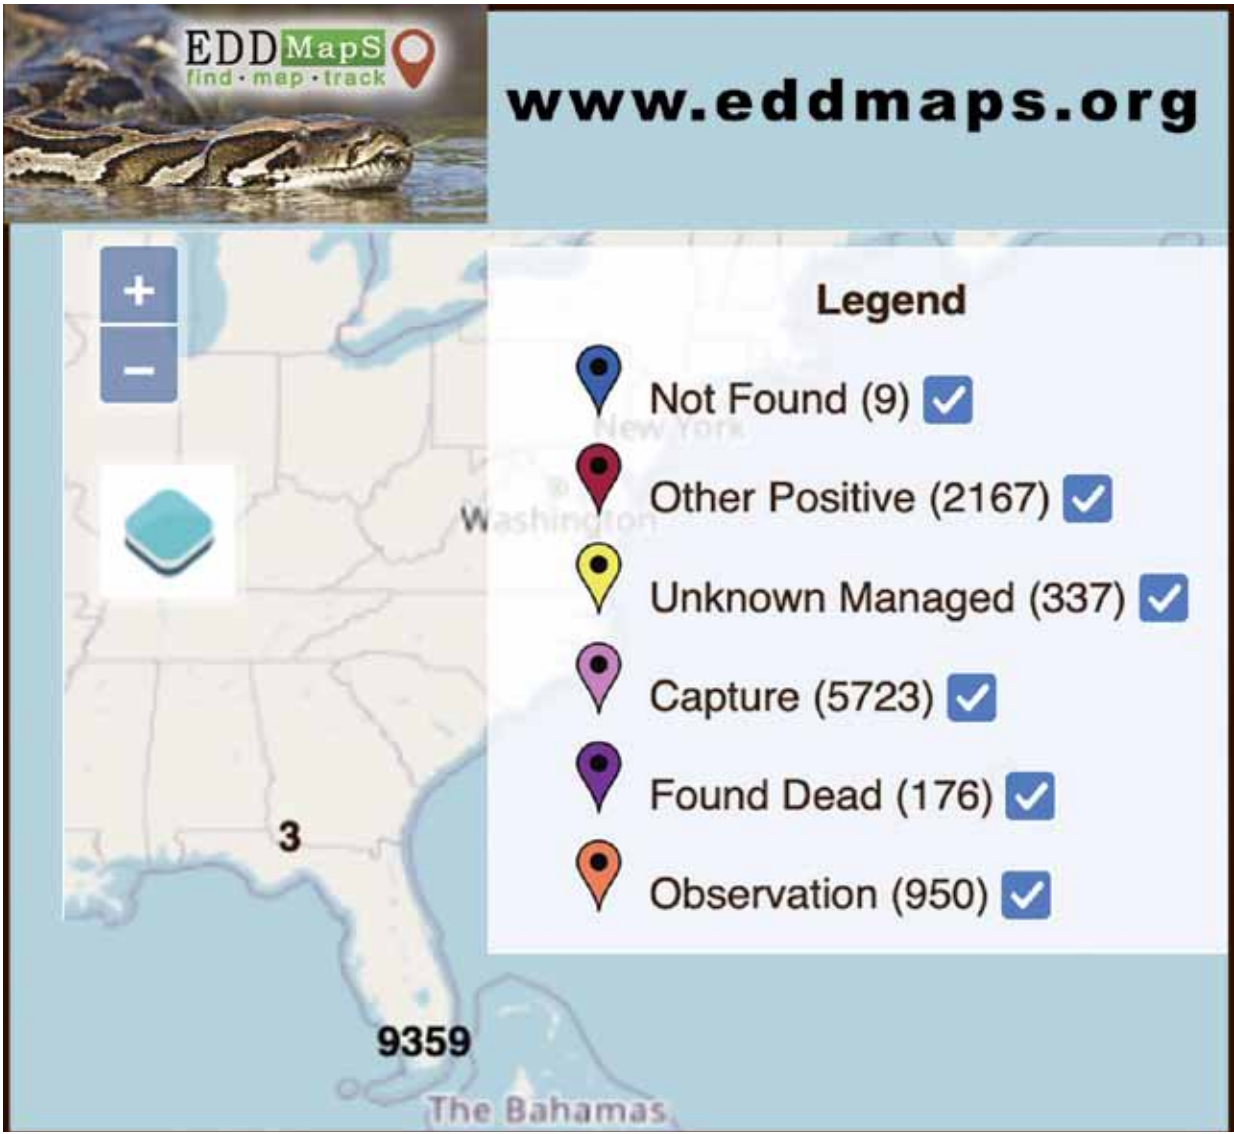 EDDMapS
find · map · track
www.eddmaps.org
+
−
Legend
Not Found (9)
New York
Other Positive (2167)
Washington
Unknown Managed (337)
Capture (5723)
Found Dead (176)
3
Observation (950)
9359
The Bahamas